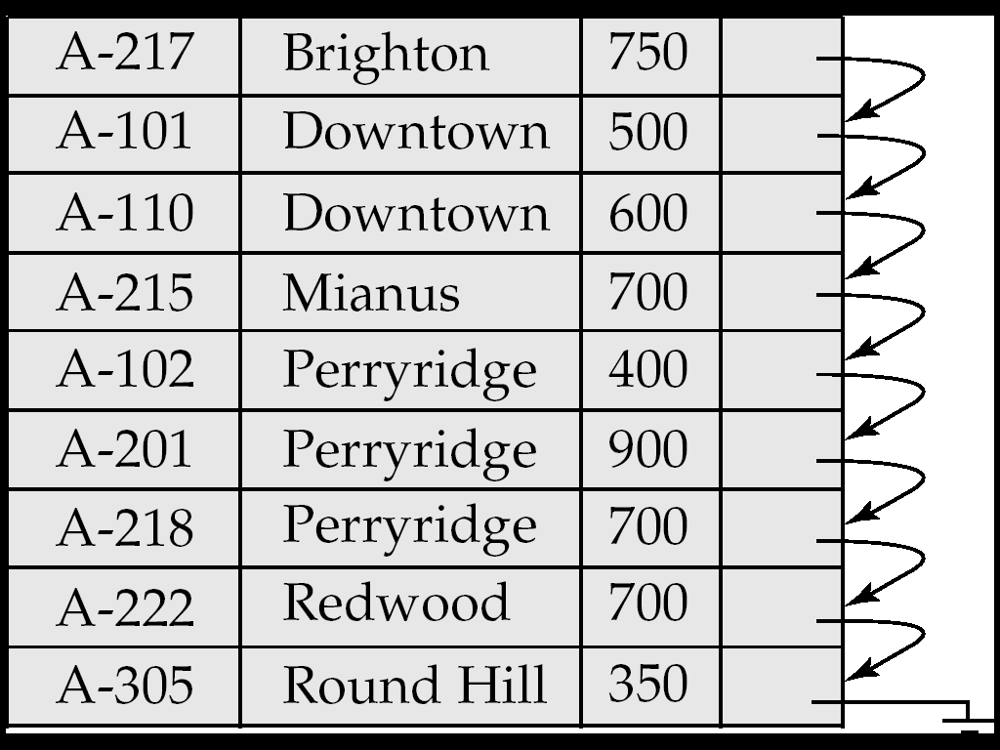 A-217 Brighton 750
A-101 Downtown 500
A-110 Downtown 600
A-215 Mianus 700
A-102 Perryridge 400
A-201 Perryridge 900
A-218 Perryridge 700
A-222 Redwood 700
A-305 Round Hill 350